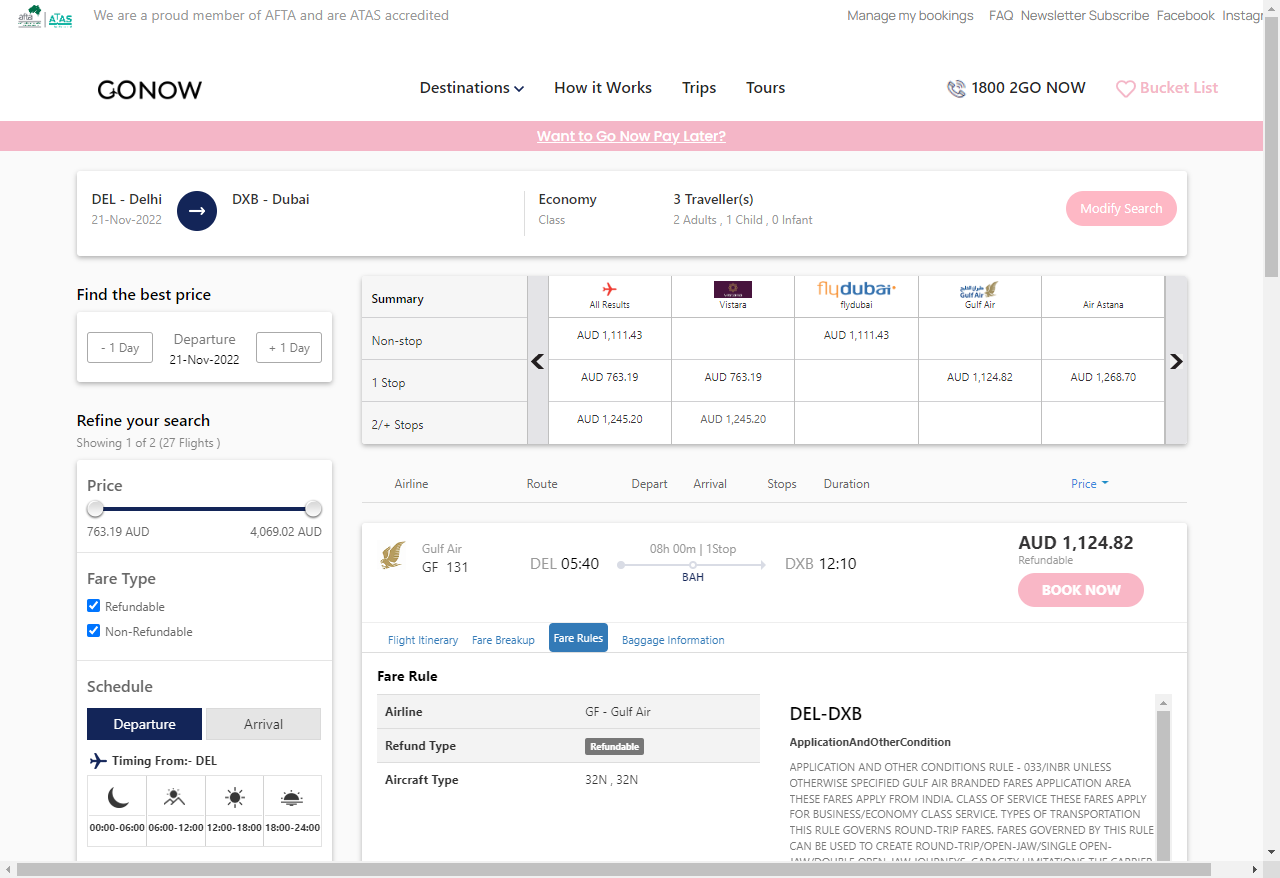 afta ATAS We are a proud member of AFTA and are ATAS accredited Manage my bookings FAQ Newsletter Subscribe Facebook Instagr
GONOW Destinations How it Works Trips Tours 1800 2GO NOW Bucket List
Want to Go Now Pay Later?
DEL - Delhi DXB - Dubai Economy 3 Traveller(s) Modify Search
21-Nov-2022 Class 2 Adults , 1 Child , 0 Infant
Find the best price
- 1 Day Departure + 1 Day
21-Nov-2022
Refine your search
Showing 1 of 2 (27 Flights )
Price
763.19 AUD 4,069.02 AUD
Fare Type
Refundable
Non-Refundable
Schedule
Departure Arrival
Timing From:- DEL
00:00-06:00 06:00-12:00 12:00-18:00 18:00-24:00
Summary All Results Vistara flydubai flydubai Gulf Air Gulf Air Air Astana
Non-stop AUD 1,111.43 AUD 1,111.43
1 Stop AUD 763.19 AUD 763.19 AUD 1,124.82 AUD 1,268.70
2/+ Stops AUD 1,245.20 AUD 1,245.20
Airline Route Depart Arrival Stops Duration Price
Gulf Air 08h 00m | 1Stop AUD 1,124.82
GF 131 DEL 05:40 DXB 12:10 Refundable
BAH BOOK NOW
Flight Itinerary Fare Breakup Fare Rules Baggage Information
Fare Rule
Airline GF - Gulf Air
Refund Type Refundable
Aircraft Type 32N , 32N
DEL-DXB
ApplicationAndOtherCondition
APPLICATION AND OTHER CONDITIONS RULE - 033/INBR UNLESS
OTHERWISE SPECIFIED GULF AIR BRANDED FARES APPLICATION AREA
THESE FARES APPLY FROM INDIA. CLASS OF SERVICE THESE FARES APPLY
FOR BUSINESS/ECONOMY CLASS SERVICE. TYPES OF TRANSPORTATION
THIS RULE GOVERNS ROUND-TRIP FARES. FARES GOVERNED BY THIS RULE
CAN BE USED TO CREATE ROUND-TRIP/OPEN-JAW/SINGLE OPEN-
JAW/DOUBLE OPEN-JAW JOURNEYS. CAPACITY LIMITATIONS THE CARRIER